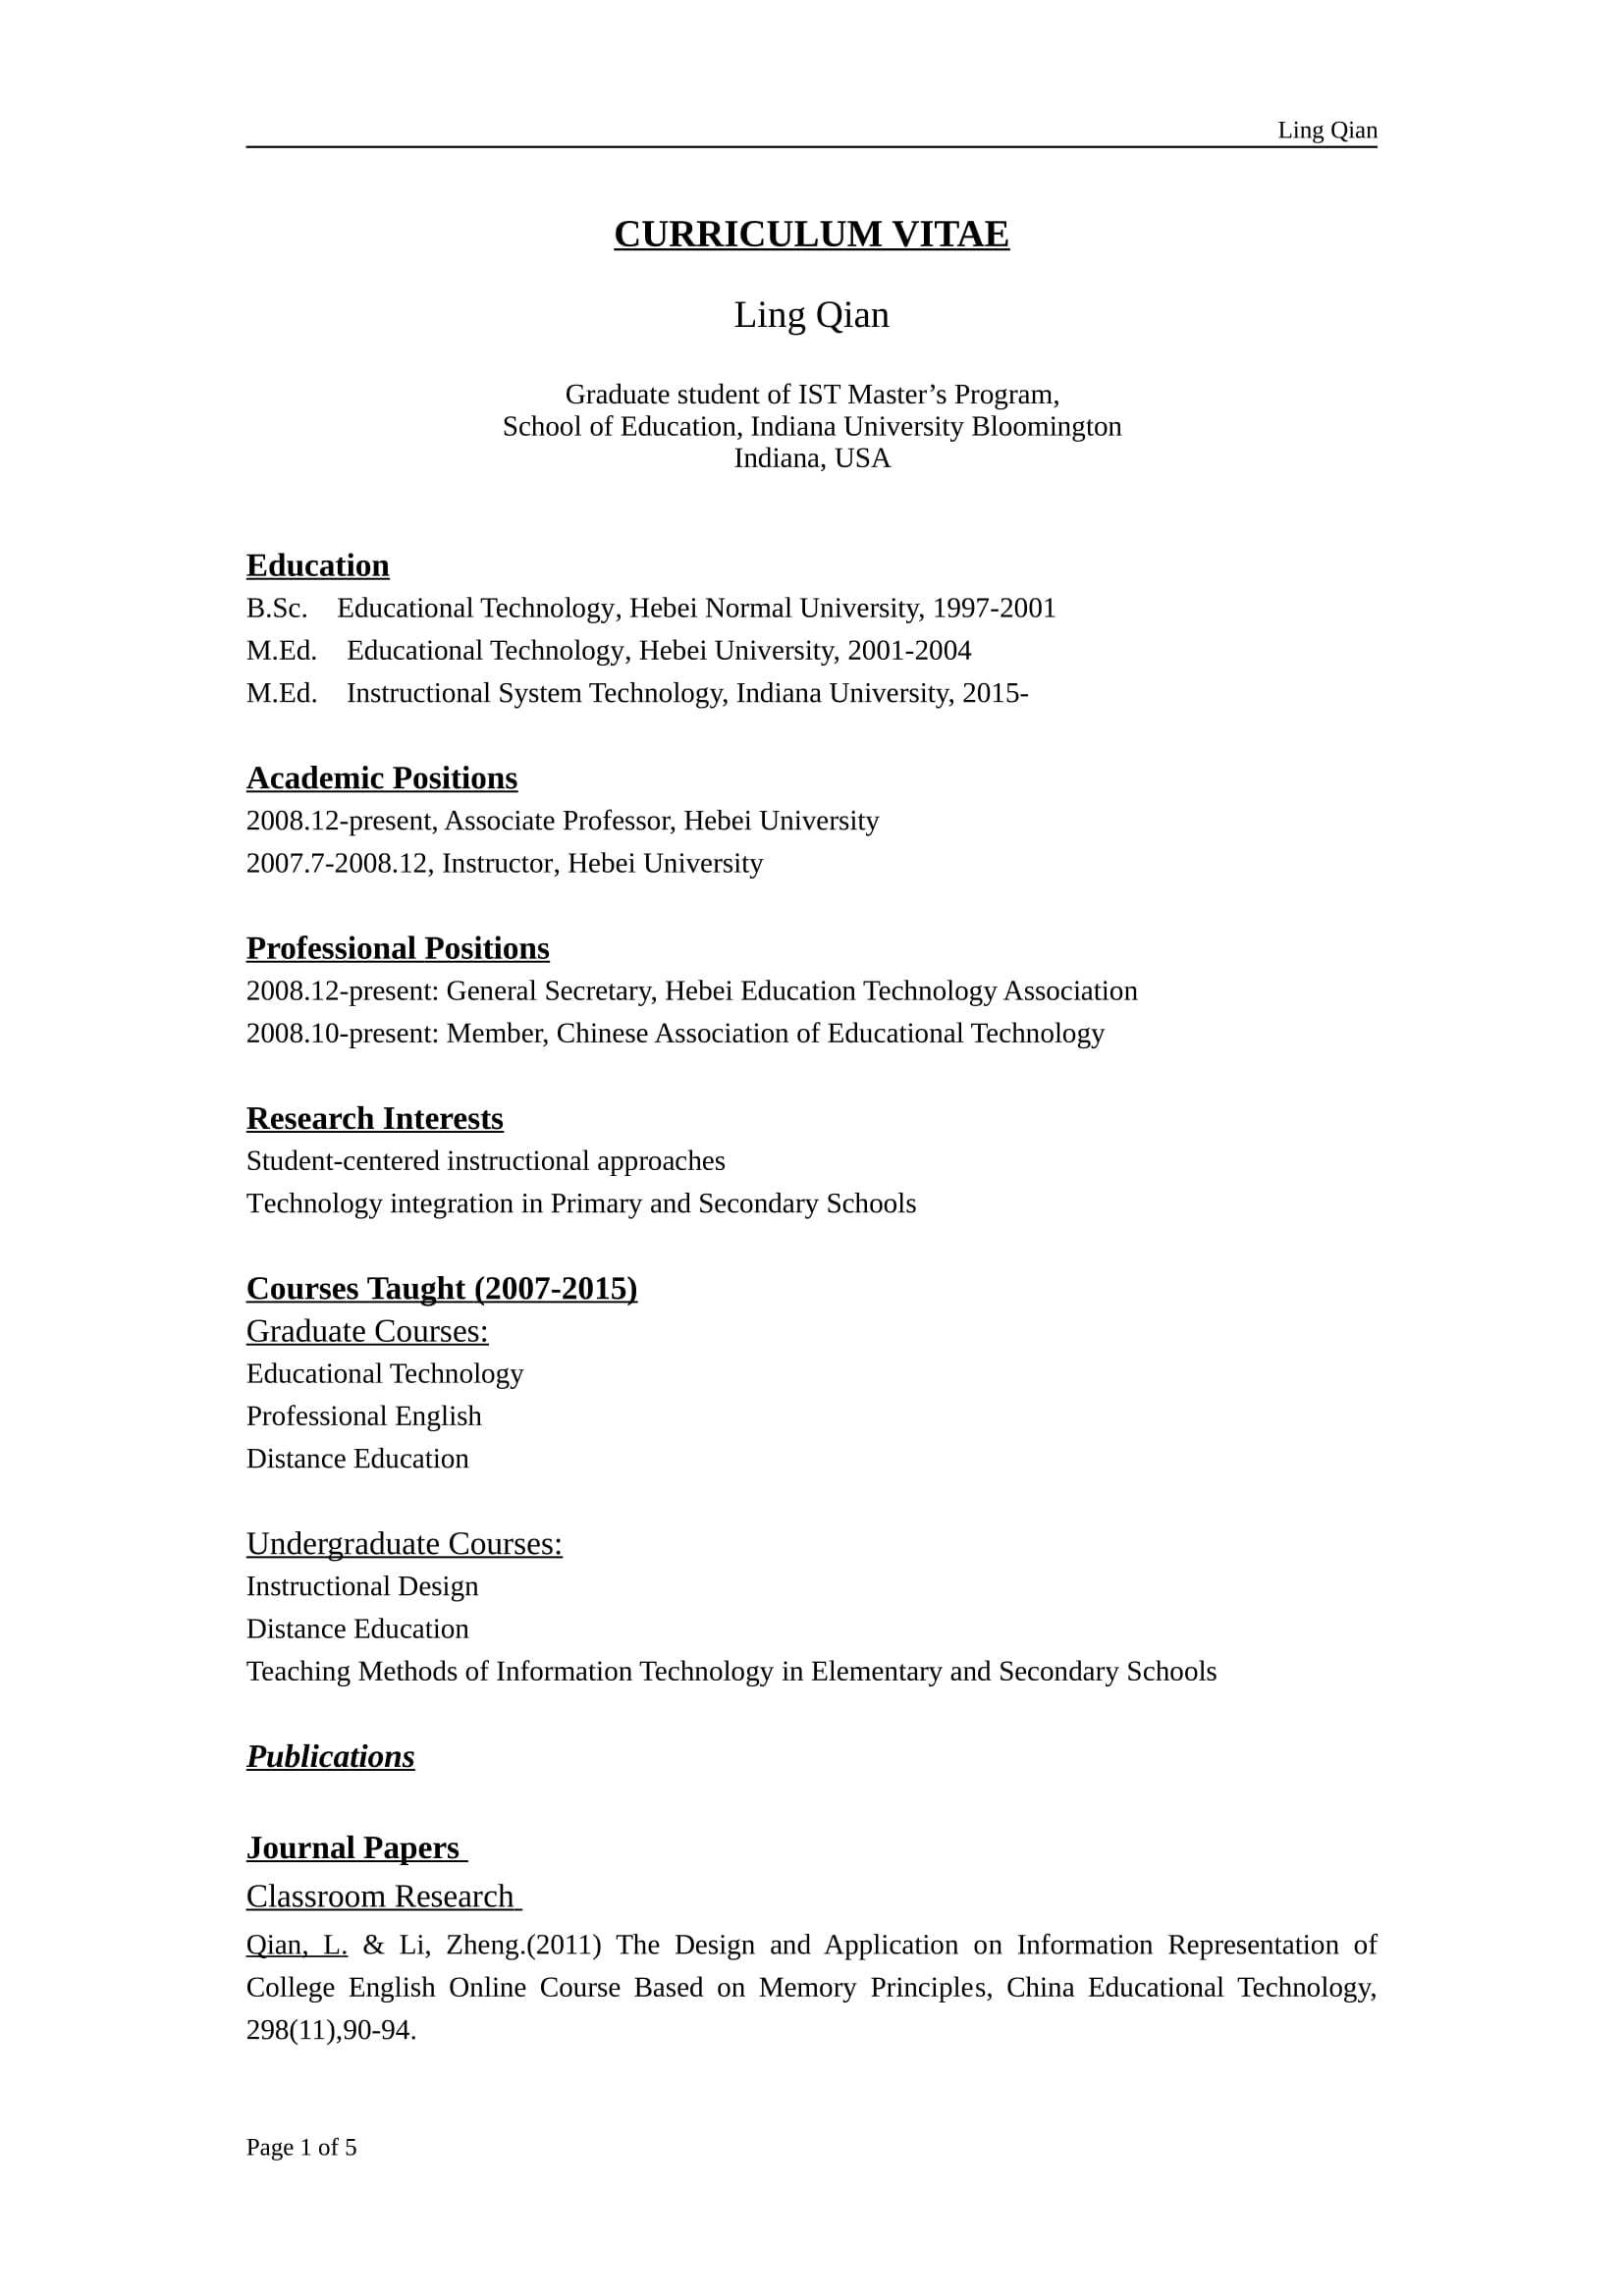 Ling Qian
CURRICULUM VITAE
Ling Qian
Graduate student of IST Master’s Program,
School of Education, Indiana University Bloomington
Indiana, USA
Education
B.Sc. Educational Technology, Hebei Normal University, 1997-2001
M.Ed. Educational Technology, Hebei University, 2001-2004
M.Ed. Instructional System Technology, Indiana University, 2015-
Academic Positions
2008.12-present, Associate Professor, Hebei University
2007.7-2008.12, Instructor, Hebei University
Professional Positions
2008.12-present: General Secretary, Hebei Education Technology Association
2008.10-present: Member, Chinese Association of Educational Technology
Research Interests
Student-centered instructional approaches
Technology integration in Primary and Secondary Schools
Courses Taught (2007-2015)
Graduate Courses:
Educational Technology
Professional English
Distance Education
Undergraduate Courses:
Instructional Design
Distance Education
Teaching Methods of Information Technology in Elementary and Secondary Schools
Publications
Journal Papers
Classroom Research
Qian, L. & Li, Zheng.(2011) The Design and Application on Information Representation of
College English Online Course Based on Memory Principles, China Educational Technology,
298(11),90-94.
Page 1 of 5